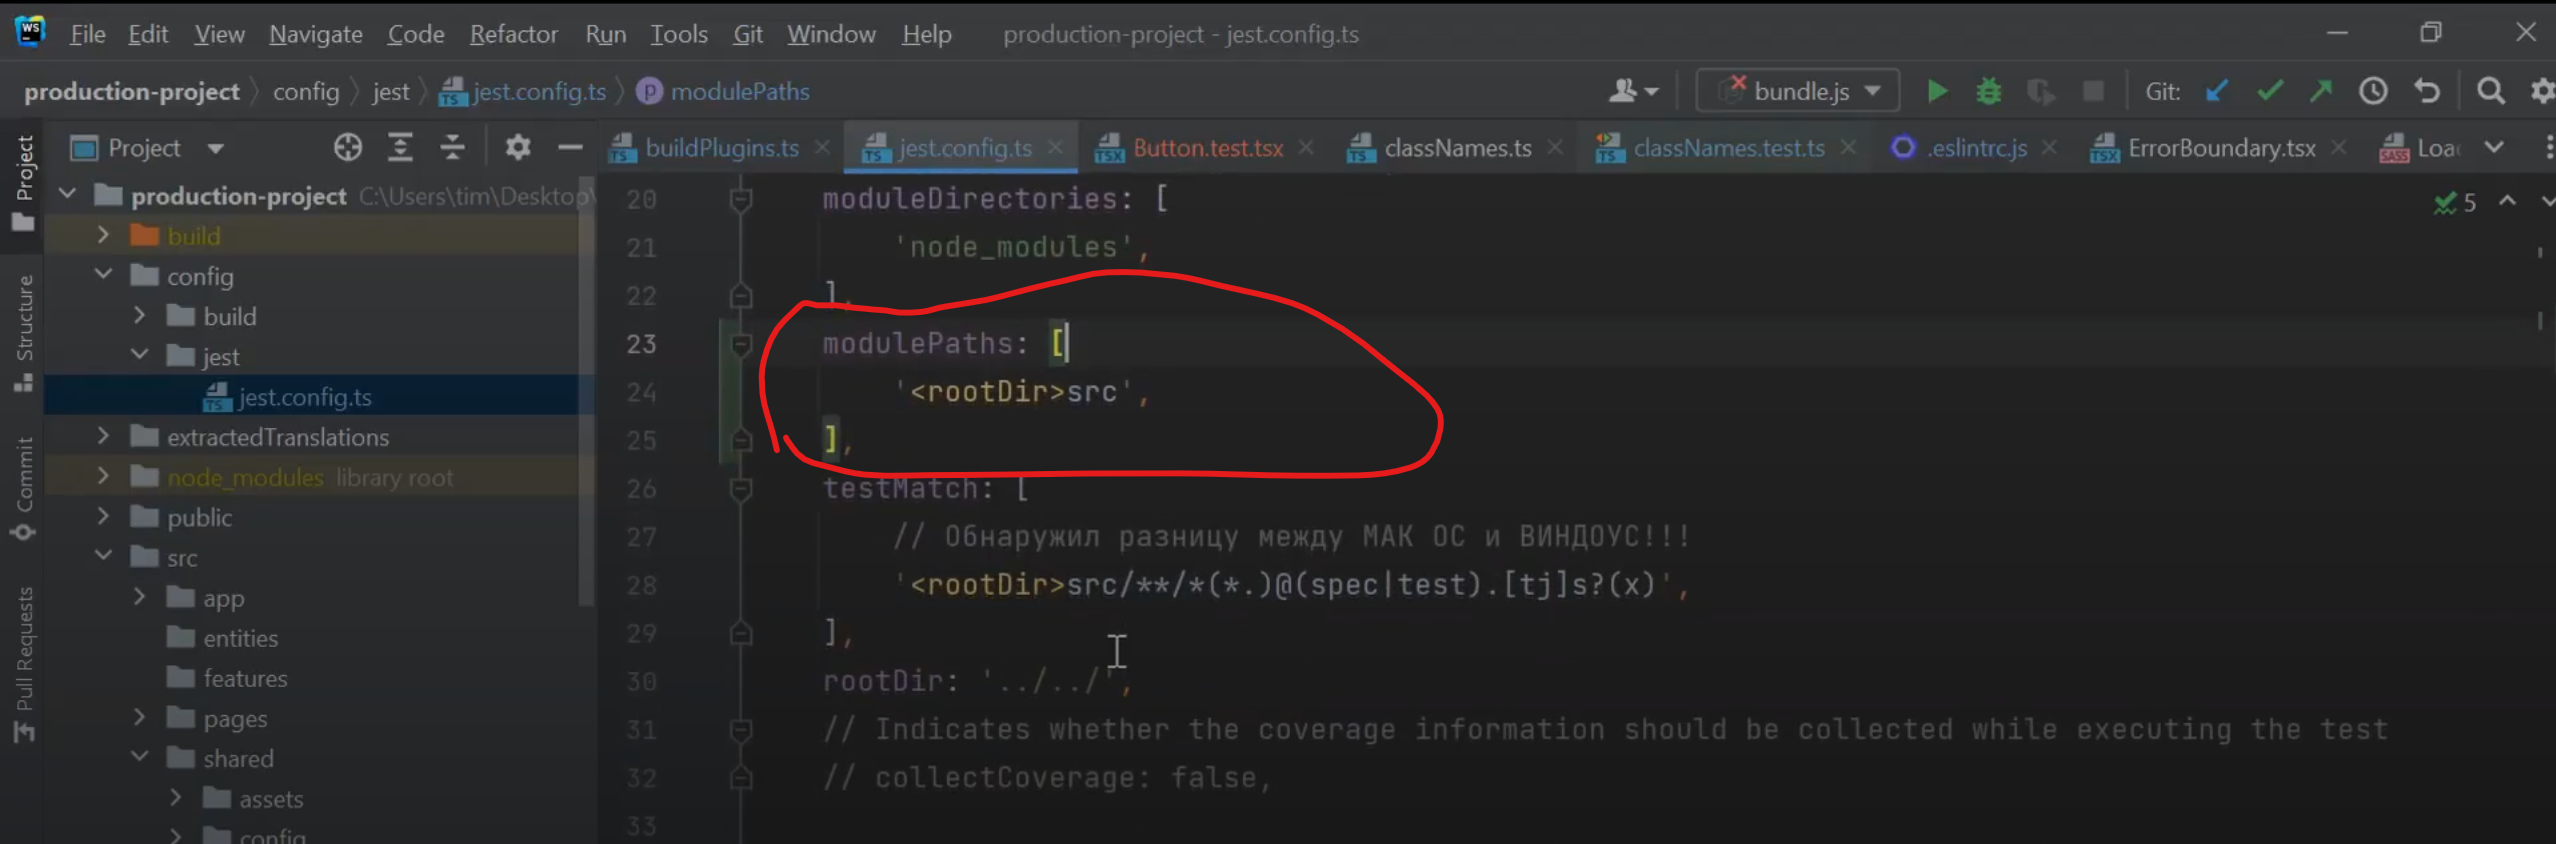 WS File Edit View Navigate Code Refactor Run Tools Git Window Help production-project - jest.config.ts
production-project config jest jest.config.ts p modulePaths bundle.js Git:
Project buildPlugins.ts jest.config.ts Button.test.tsx classNames.ts classNames.test.ts .eslintrc.js ErrorBoundary.tsx Loa
Project
Structure
Commit
Pull Requests
production-project C:\Users\tim\Desktop\
build
config
build
jest
jest.config.ts
extractedTranslations
node_modules library root
public
src
app
entities
features
pages
shared
assets
config
5
20 moduleDirectories: [
21 'node_modules',
22 ],
23 modulePaths: [
24 '<rootDir>src',
25 ],
26 testMatch: [
27 // Обнаружил разницу между МАК ОС и ВИНДОУС!!!
28 '<rootDir>src/**/*(*.)@(spec|test).[tj]s?(x)',
29 ],
30 rootDir: '../../',
31 // Indicates whether the coverage information should be collected while executing the test
32 // collectCoverage: false,
33